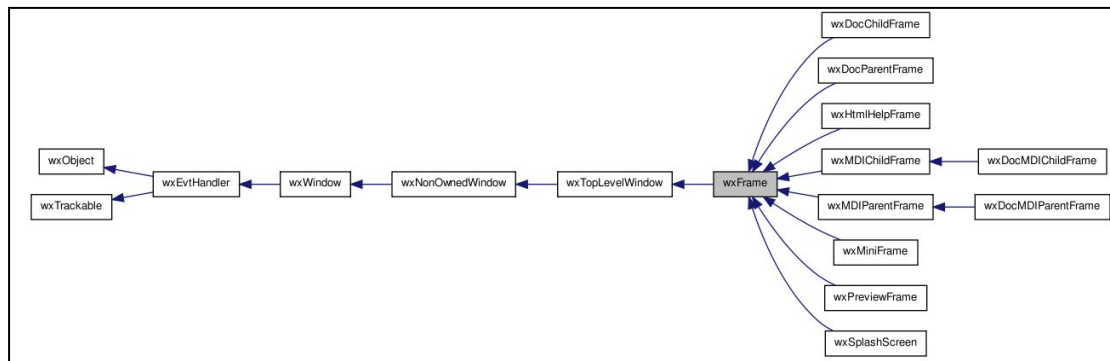 wxDocChildFrame
wxDocParentFrame
wxHtmlHelpFrame
wxObject
wxMDIChildFrame
wxDocMDIChildFrame
wxEvtHandler
wxWindow
wxNonOwnedWindow
wxTopLevelWindow
wxFrame
wxTrackable
wxMDIParentFrame
wxDocMDIParentFrame
wxMiniFrame
wxPreviewFrame
wxSplashScreen